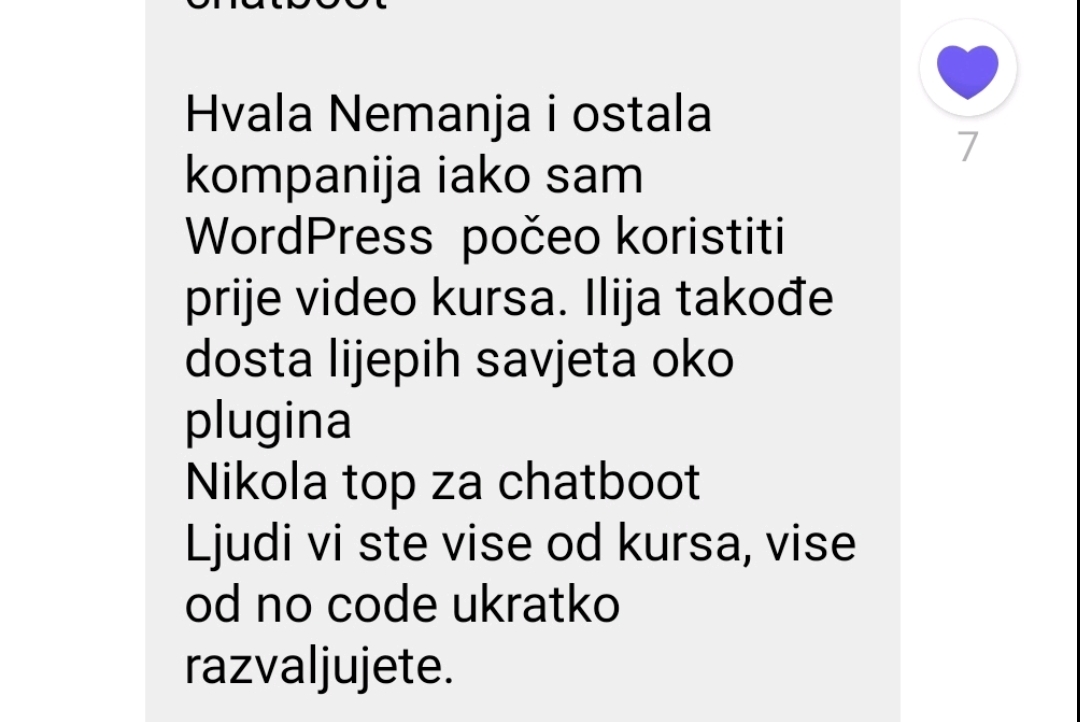 chatboot
Hvala Nemanja i ostala
kompanija iako sam
WordPress  počeo koristiti
prije video kursa. Ilija takođe
dosta lijepih savjeta oko
plugina
Nikola top za chatboot
Ljudi vi ste vise od kursa, vise
od no code ukratko
razvaljujete.
7